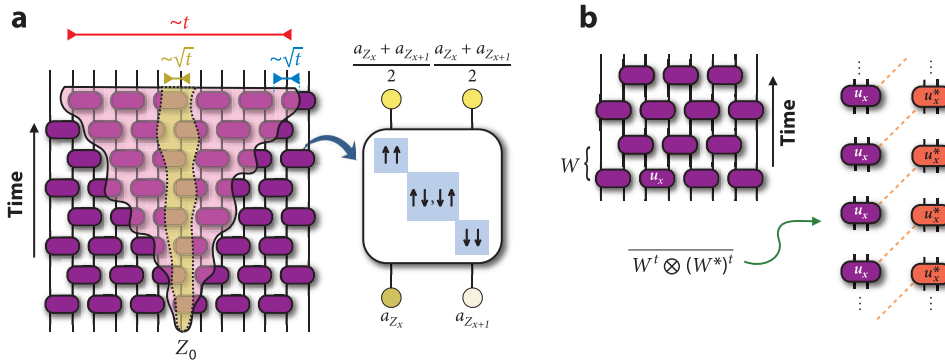 a
~t
~√t
~√t
Time
Z₀
(a_{Z_x} + a_{Z_{x+1}})/2 (a_{Z_x} + a_{Z_{x+1}})/2
↑↑
↑↓, ↓↑
↓↓
a_{Z_x}
a_{Z_{x+1}}
b
W
u_x
Time
W^t ⊗ (W*)^t
⋮ ⋮
u_x u_x*
u_x u_x*
u_x u_x*
u_x u_x*
⋮ ⋮